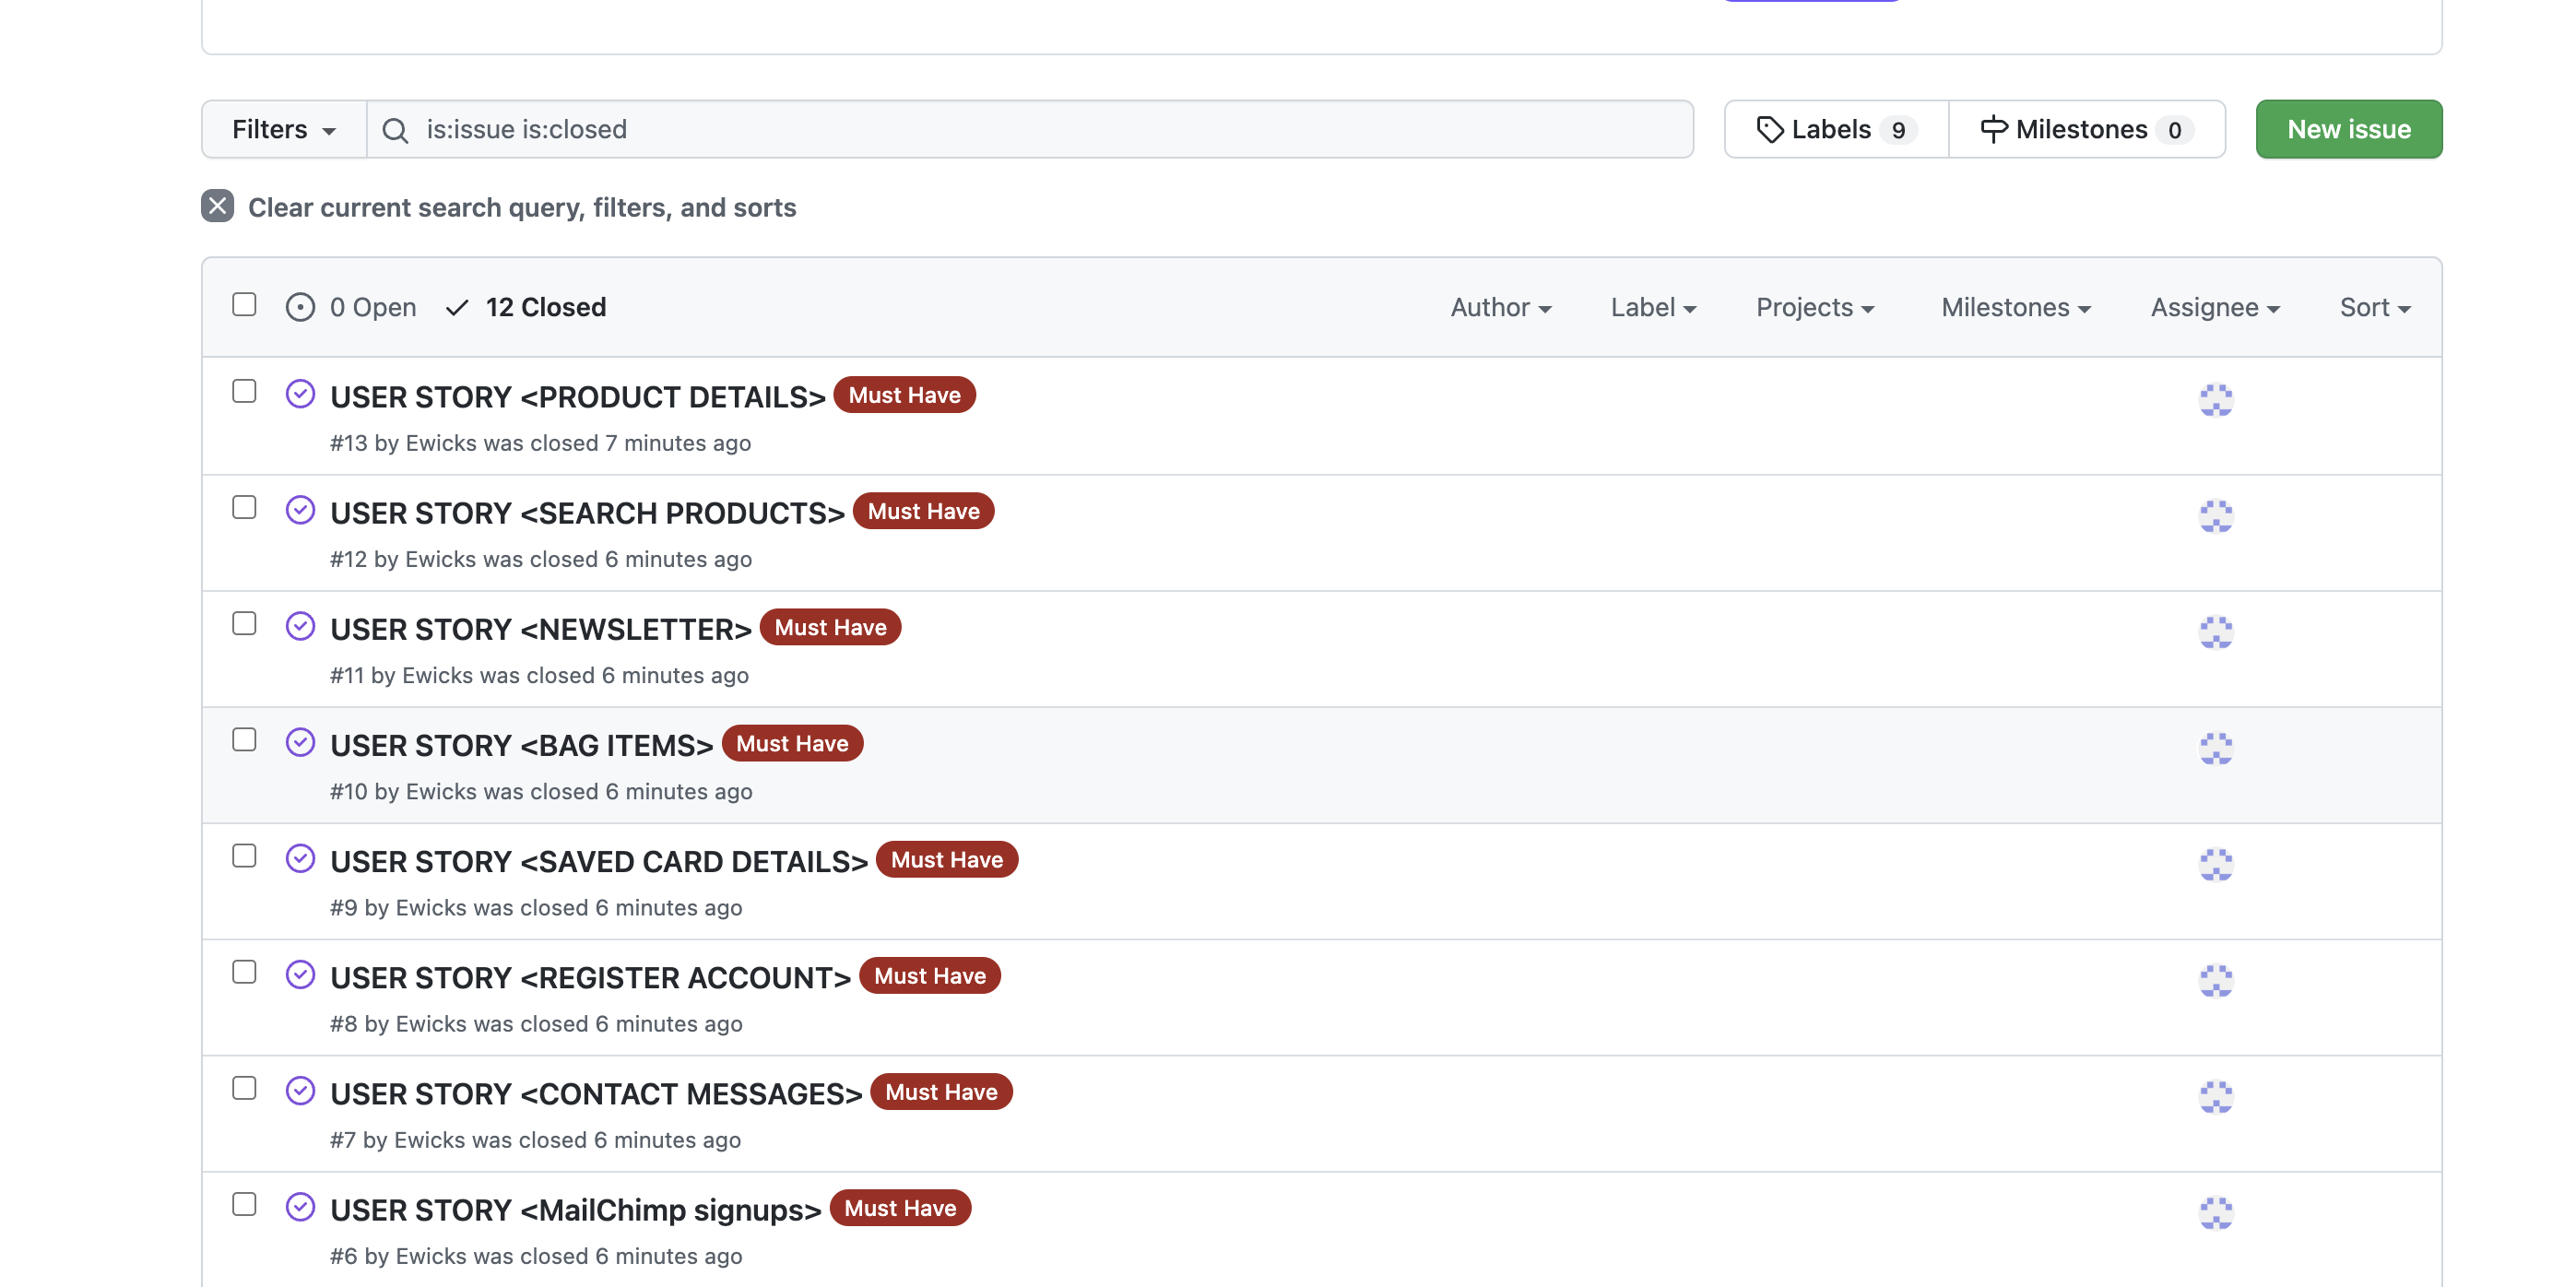 Filters is:issue is:closed Labels 9 Milestones 0 New issue
Clear current search query, filters, and sorts
0 Open 12 Closed Author Label Projects Milestones Assignee Sort
USER STORY <PRODUCT DETAILS> Must Have
#13 by Ewicks was closed 7 minutes ago
USER STORY <SEARCH PRODUCTS> Must Have
#12 by Ewicks was closed 6 minutes ago
USER STORY <NEWSLETTER> Must Have
#11 by Ewicks was closed 6 minutes ago
USER STORY <BAG ITEMS> Must Have
#10 by Ewicks was closed 6 minutes ago
USER STORY <SAVED CARD DETAILS> Must Have
#9 by Ewicks was closed 6 minutes ago
USER STORY <REGISTER ACCOUNT> Must Have
#8 by Ewicks was closed 6 minutes ago
USER STORY <CONTACT MESSAGES> Must Have
#7 by Ewicks was closed 6 minutes ago
USER STORY <MailChimp signups> Must Have
#6 by Ewicks was closed 6 minutes ago